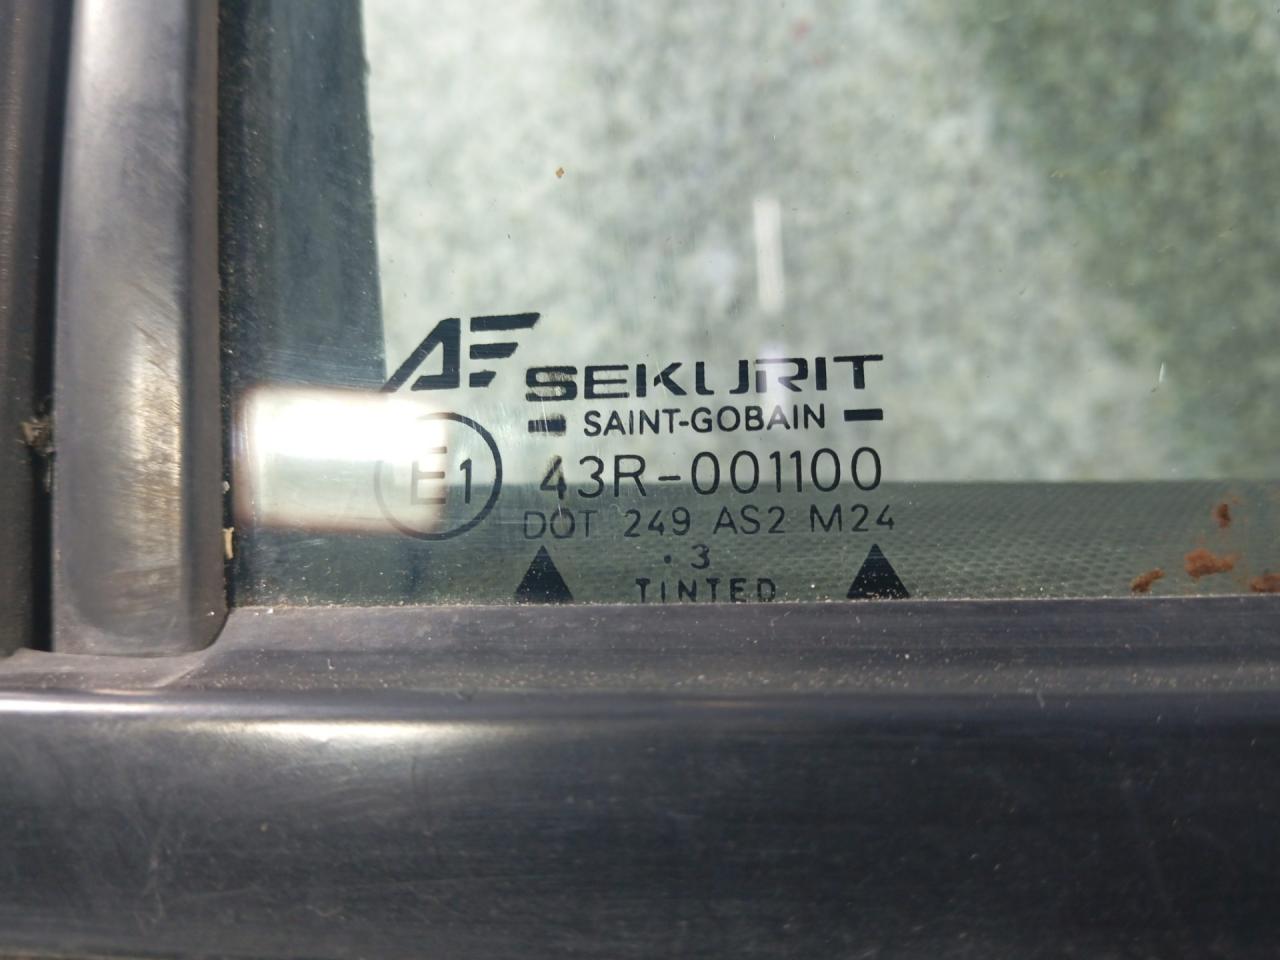 AF
SEKURIT
SAINT-GOBAIN
E1
43R-001100
DOT 249 AS2 M24
.3
TINTED